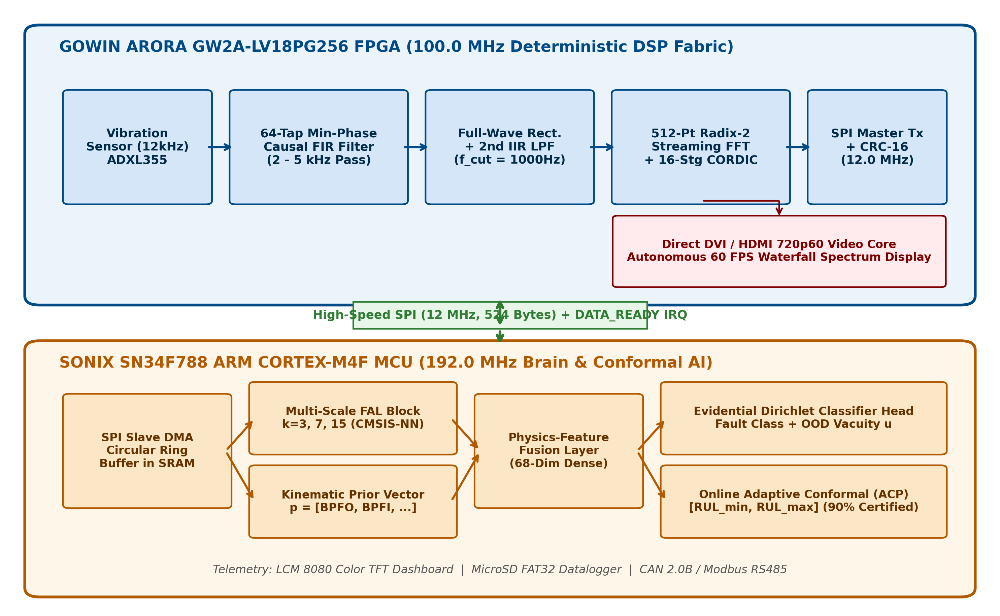 GOWIN ARORA GW2A-LV18PG256 FPGA (100.0 MHz Deterministic DSP Fabric)
Vibration
Sensor (12kHz)
ADXL355
64-Tap Min-Phase
Causal FIR Filter
(2 - 5 kHz Pass)
Full-Wave Rect.
+ 2nd IIR LPF
(f_cut = 1000Hz)
512-Pt Radix-2
Streaming FFT
+ 16-Stg CORDIC
SPI Master Tx
+ CRC-16
(12.0 MHz)
Direct DVI / HDMI 720p60 Video Core
Autonomous 60 FPS Waterfall Spectrum Display
High-Speed SPI (12 MHz, 524 Bytes) + DATA_READY IRQ
SONIX SN34F788 ARM CORTEX-M4F MCU (192.0 MHz Brain & Conformal AI)
SPI Slave DMA
Circular Ring
Buffer in SRAM
Multi-Scale FAL Block
k=3, 7, 15 (CMSIS-NN)
Kinematic Prior Vector
p = [BPFO, BPFI, ...]
Physics-Feature
Fusion Layer
(68-Dim Dense)
Evidential Dirichlet Classifier Head
Fault Class + OOD Vacuity u
Online Adaptive Conformal (ACP)
[RUL_min, RUL_max] (90% Certified)
Telemetry: LCM 8080 Color TFT Dashboard | MicroSD FAT32 Datalogger | CAN 2.0B / Modbus RS485